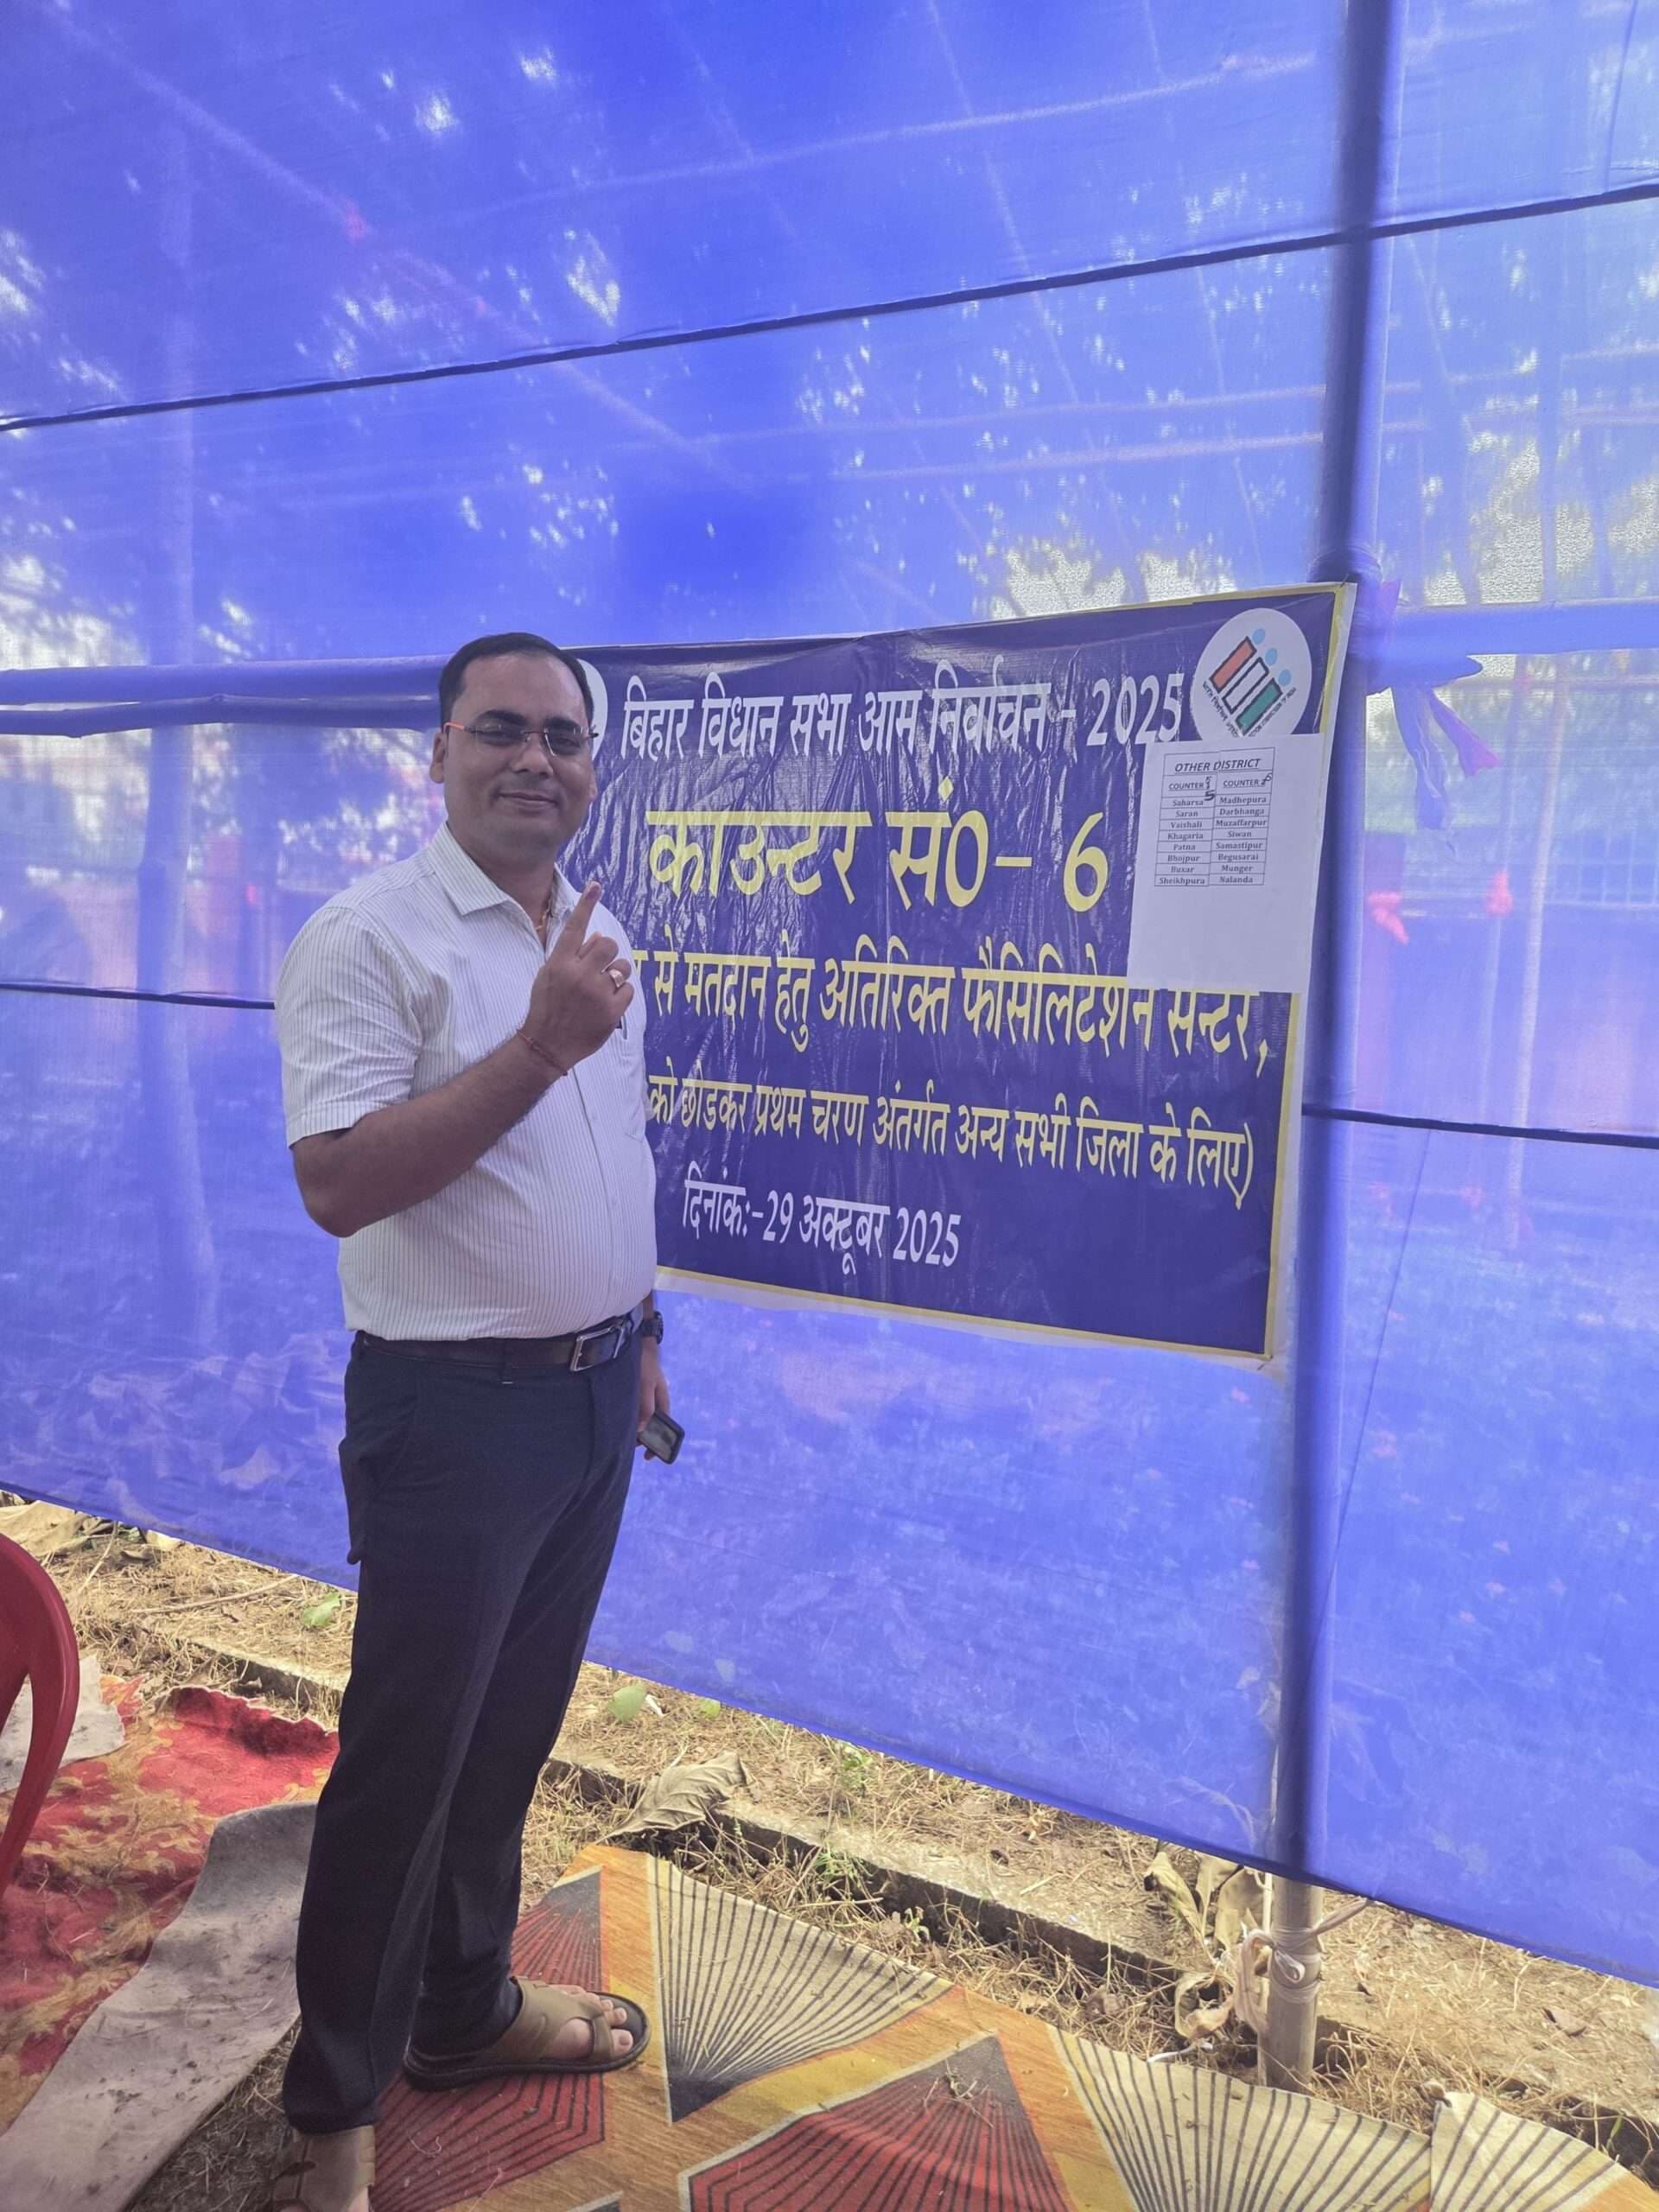 बिहार विधान सभा आम निर्वाचन - 2025
काउन्टर सं0- 6
से मतदान हेतु अतिरिक्त फैसिलिटेशन सेन्टर,
को छोडकर प्रथम चरण अंतर्गत अन्य सभी जिला के लिए)
दिनांकः-29 अक्टूबर 2025
OTHER DISTRICT
COUNTER 5 COUNTER 6
Saharsa Madhepura
Saran Darbhanga
Vaishali Muzaffarpur
Khagaria Siwan
Patna Samastipur
Bhojpur Begusarai
Buxar Munger
Sheikhpura Nalanda